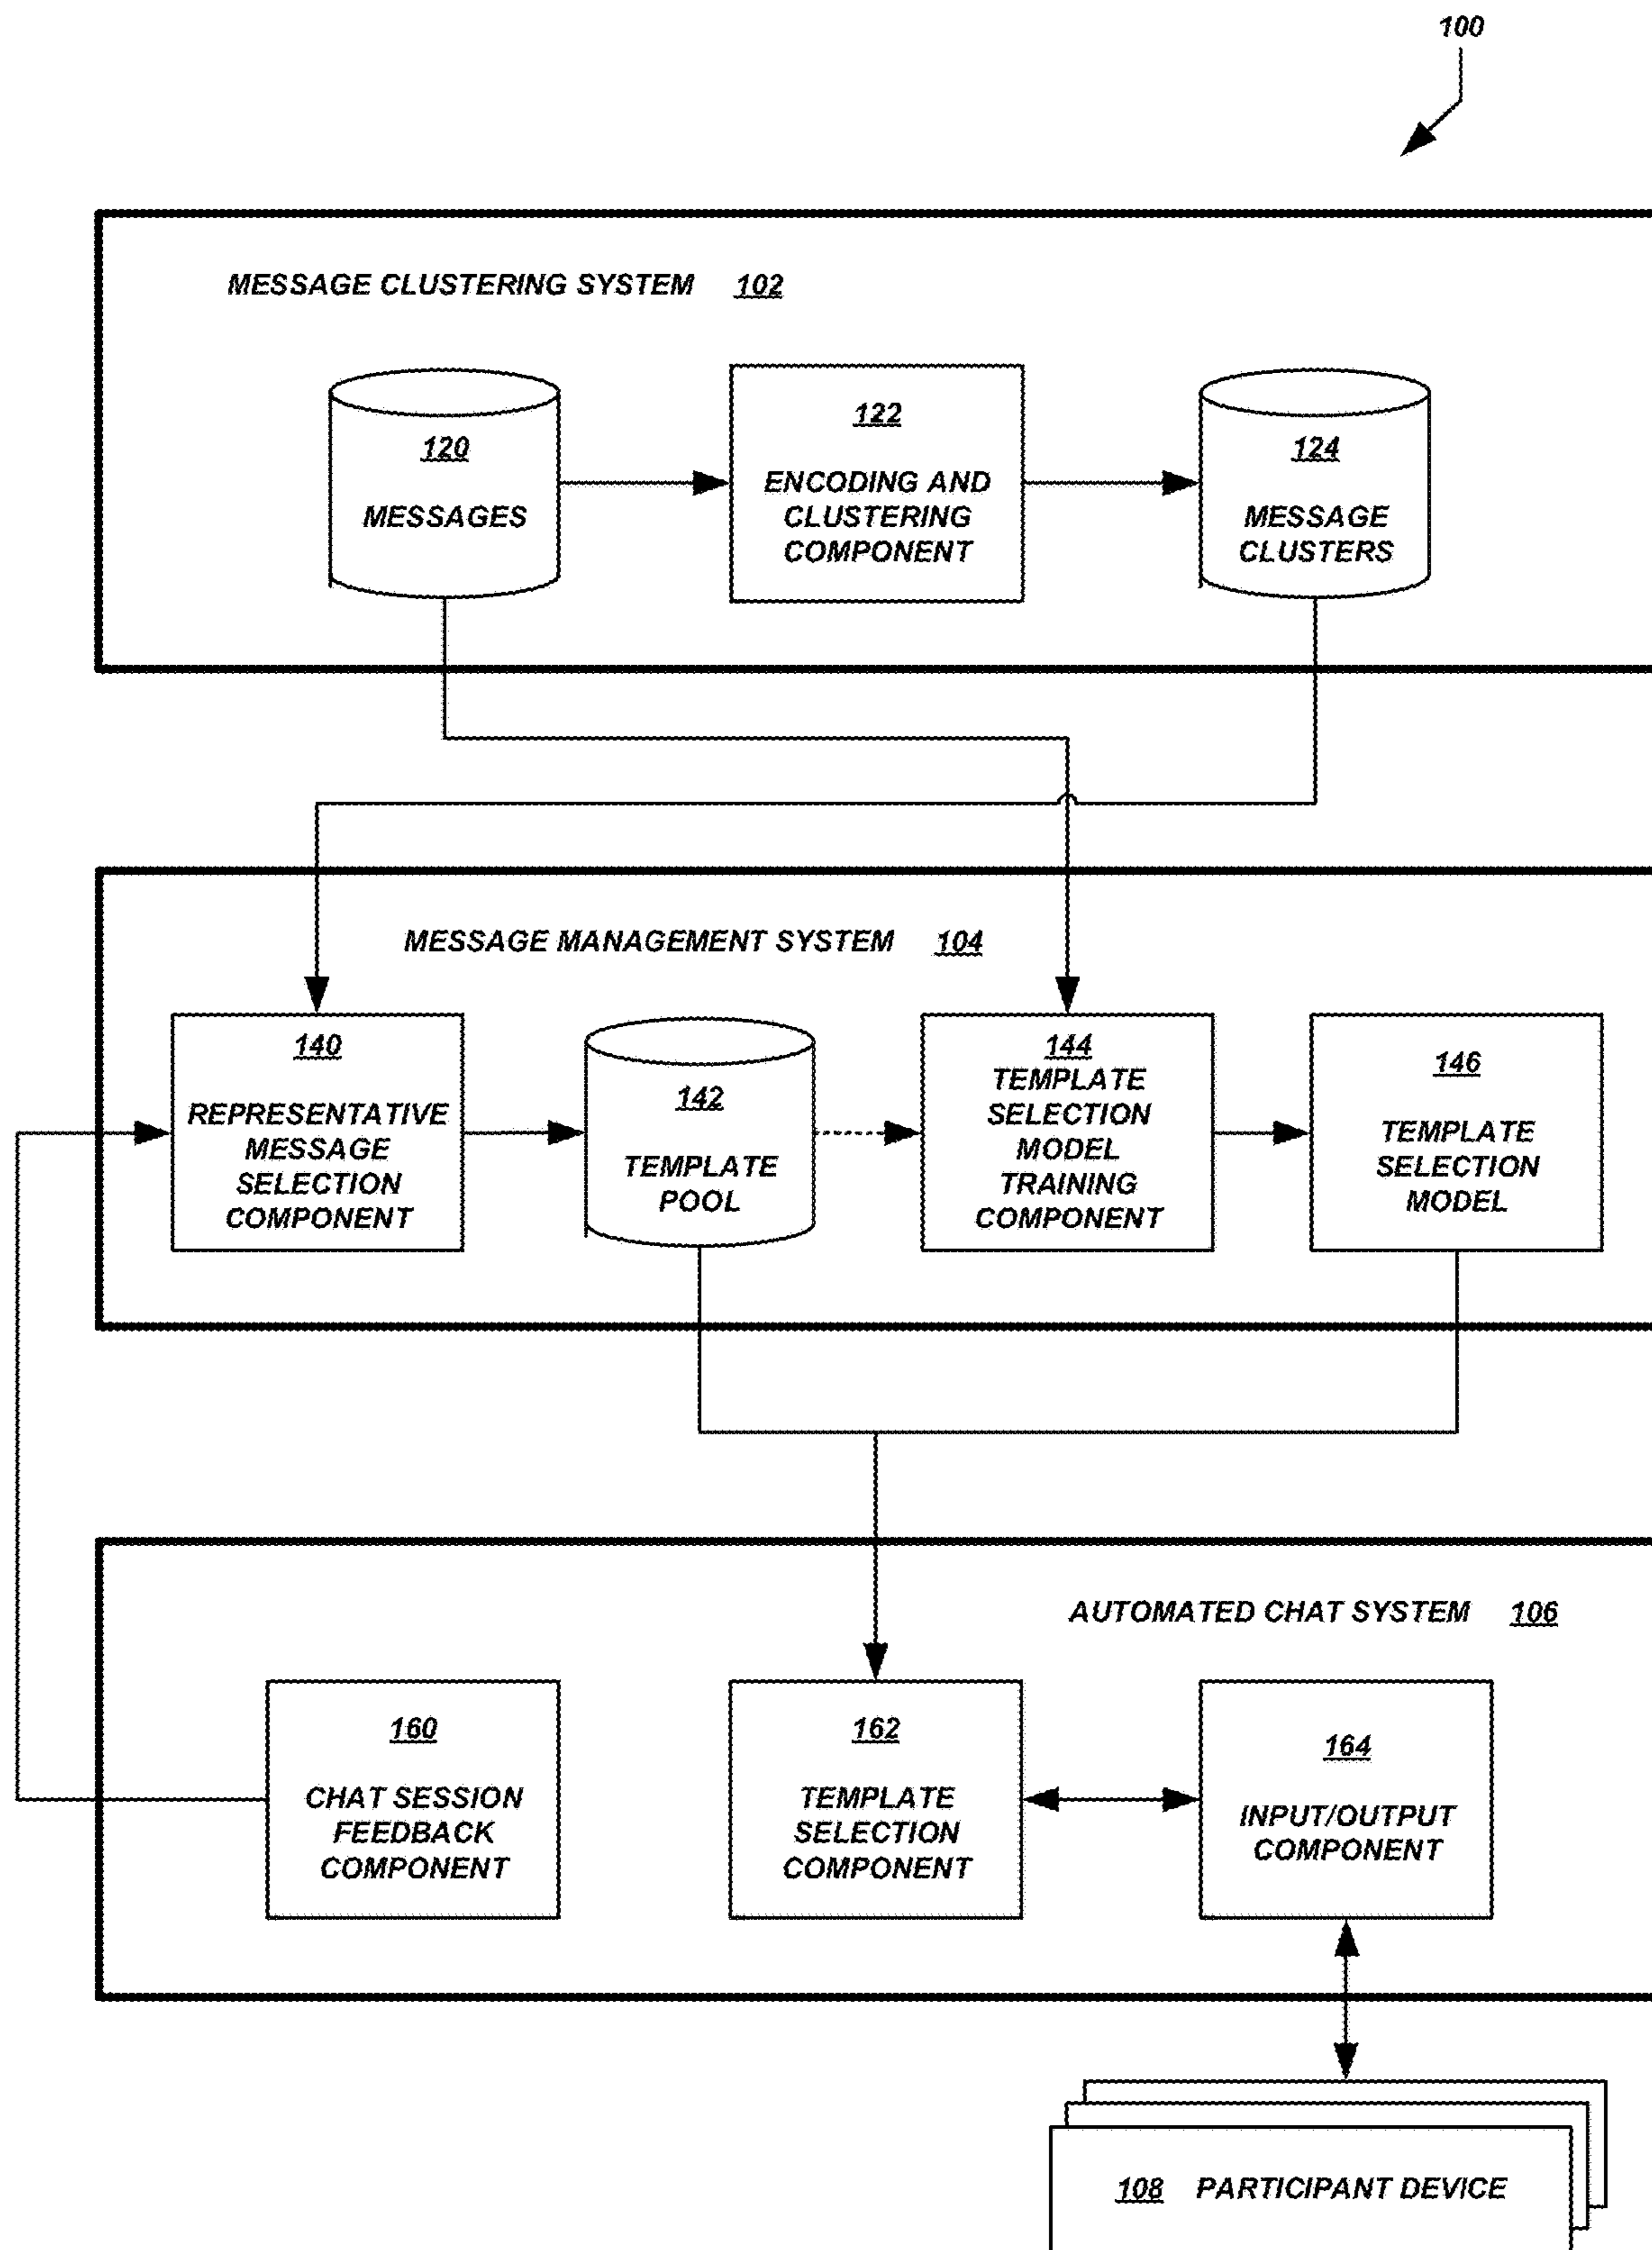 100
MESSAGE CLUSTERING SYSTEM 102
120
MESSAGES
122
ENCODING AND
CLUSTERING
COMPONENT
124
MESSAGE
CLUSTERS
MESSAGE MANAGEMENT SYSTEM 104
140
REPRESENTATIVE
MESSAGE
SELECTION
COMPONENT
142
TEMPLATE
POOL
144
TEMPLATE
SELECTION
MODEL
TRAINING
COMPONENT
146
TEMPLATE
SELECTION
MODEL
AUTOMATED CHAT SYSTEM 106
160
CHAT SESSION
FEEDBACK
COMPONENT
162
TEMPLATE
SELECTION
COMPONENT
164
INPUT/OUTPUT
COMPONENT
108 PARTICIPANT DEVICE